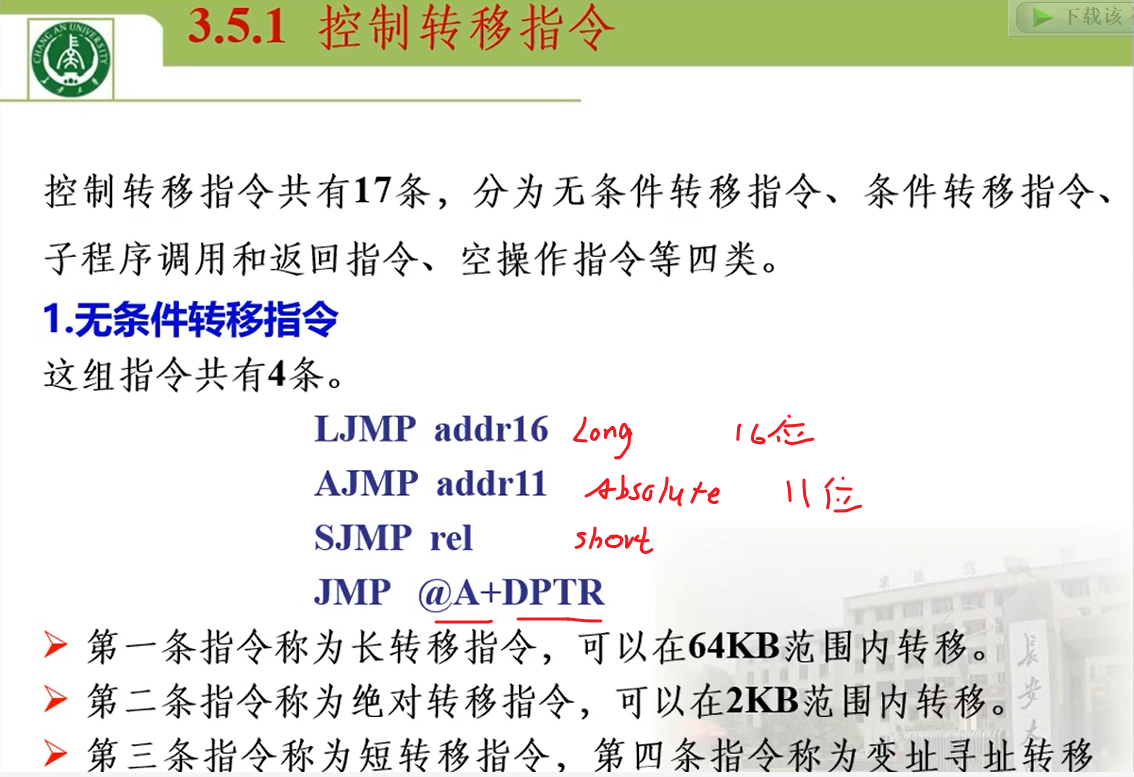 3.5.1 控制转移指令
下载该
CHANG'AN UNIVERSITY
控制转移指令共有17条，分为无条件转移指令、条件转移指令、
子程序调用和返回指令、空操作指令等四类。
1.无条件转移指令
这组指令共有4条。
LJMP addr16 Long 16位
AJMP addr11 Absolute 11位
SJMP rel short
JMP @A+DPTR
➢ 第一条指令称为长转移指令，可以在64KB范围内转移。
➢ 第二条指令称为绝对转移指令，可以在2KB范围内转移。
➢ 第三条指令称为短转移指令，第四条指令称为变址寻址转移
长安大